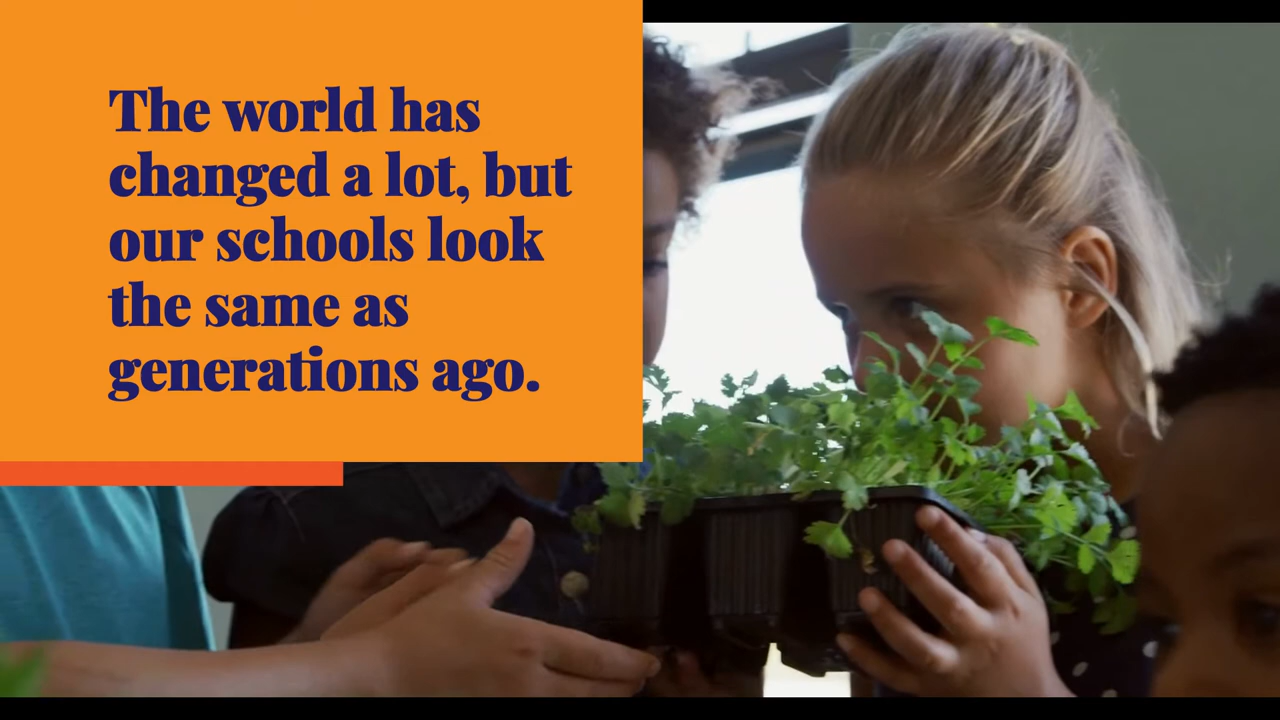 The world has
changed a lot, but
our schools look
the same as
generations ago.